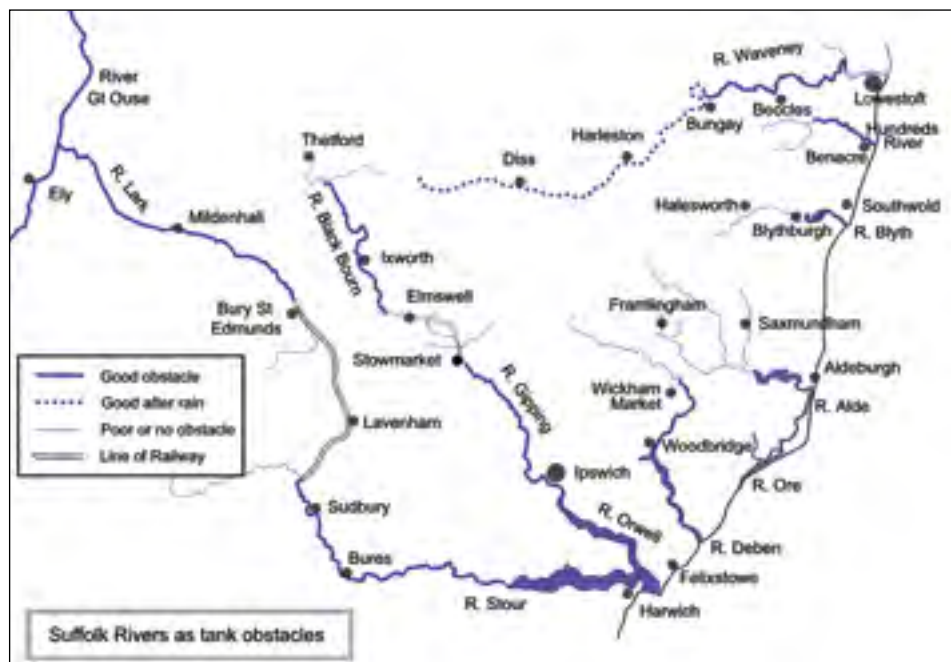 River
Gt Ouse
R. Waveney
Lowestoft
Beccles
Bungay
Hundreds
River
Harleston
Benacre
Thetford
Diss
Ely
R. Lark
Mildenhall
R. Black Bourn
Halesworth
Southwold
Blythburgh
R. Blyth
Ixworth
Elmswell
Framlingham
Saxmundham
Bury St
Edmunds
Stowmarket
R. Gipping
Wickham
Market
Aldeburgh
R. Alde
Good obstacle
Good after rain
Poor or no obstacle
Line of Railway
Lavenham
Woodbridge
Ipswich
R. Ore
Sudbury
R. Orwell
R. Deben
Bures
Felixstowe
R. Stour
Harwich
Suffolk Rivers as tank obstacles